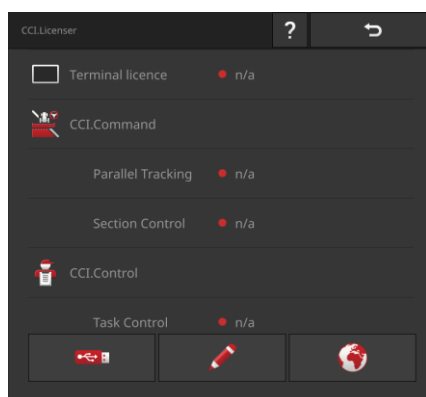 CCI.Licenser ?
Terminal licence n/a
CCI.Command
Parallel Tracking n/a
Section Control n/a
CCI.Control
Task Control n/a